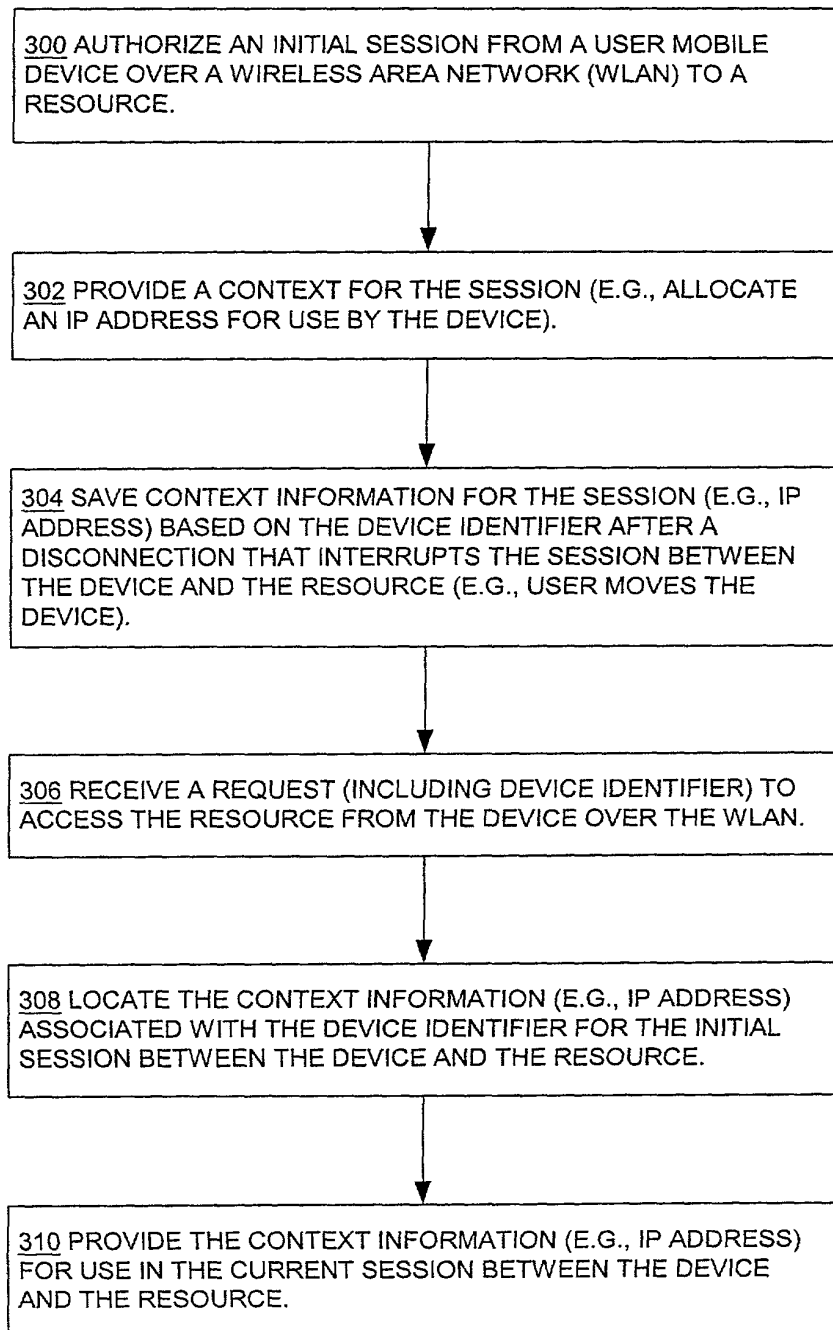 300 AUTHORIZE AN INITIAL SESSION FROM A USER MOBILE
DEVICE OVER A WIRELESS AREA NETWORK (WLAN) TO A
RESOURCE.
302 PROVIDE A CONTEXT FOR THE SESSION (E.G., ALLOCATE
AN IP ADDRESS FOR USE BY THE DEVICE).
304 SAVE CONTEXT INFORMATION FOR THE SESSION (E.G., IP
ADDRESS) BASED ON THE DEVICE IDENTIFIER AFTER A
DISCONNECTION THAT INTERRUPTS THE SESSION BETWEEN
THE DEVICE AND THE RESOURCE (E.G., USER MOVES THE
DEVICE).
306 RECEIVE A REQUEST (INCLUDING DEVICE IDENTIFIER) TO
ACCESS THE RESOURCE FROM THE DEVICE OVER THE WLAN.
308 LOCATE THE CONTEXT INFORMATION (E.G., IP ADDRESS)
ASSOCIATED WITH THE DEVICE IDENTIFIER FOR THE INITIAL
SESSION BETWEEN THE DEVICE AND THE RESOURCE.
310 PROVIDE THE CONTEXT INFORMATION (E.G., IP ADDRESS)
FOR USE IN THE CURRENT SESSION BETWEEN THE DEVICE
AND THE RESOURCE.